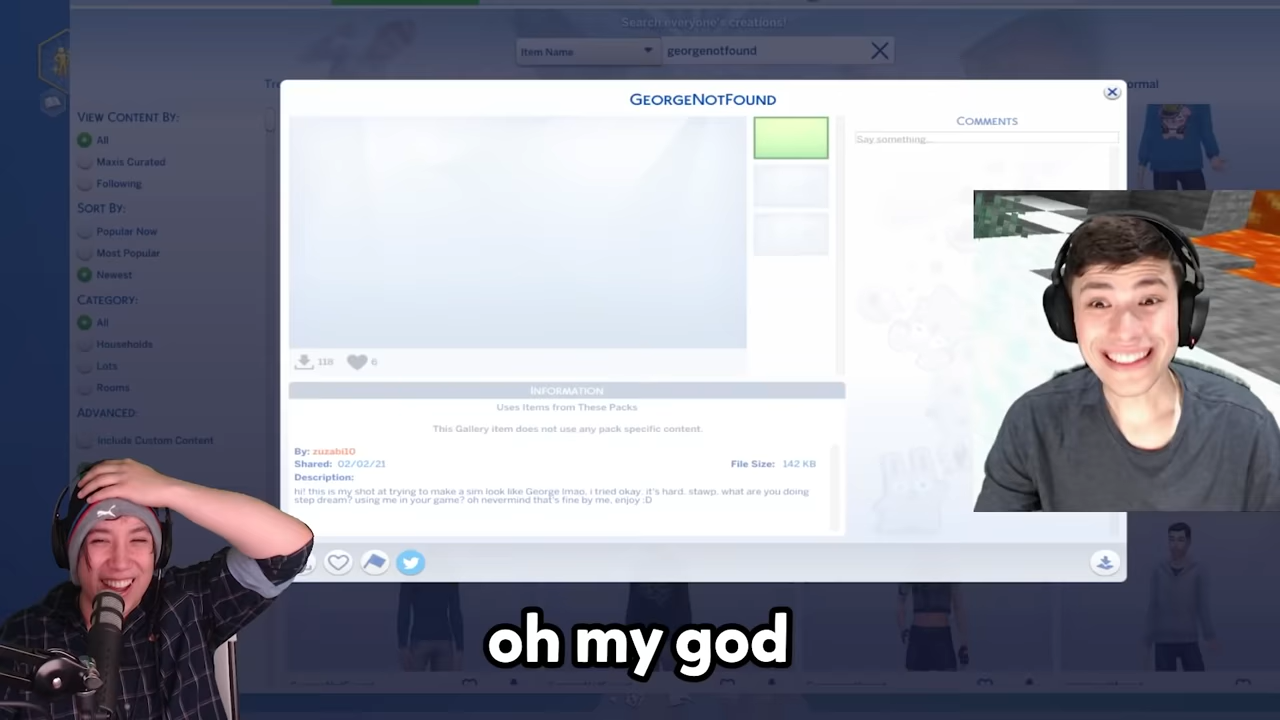 Search everyone's creations!
Item Name
georgenotfound
Tre
ormal
GEORGENOTFOUND
VIEW CONTENT BY:
All
Maxis Curated
Following
SORT BY:
Popular Now
Most Popular
Newest
CATEGORY:
All
Households
Lots
Rooms
ADVANCED:
Include Custom Content
COMMENTS
Say something...
118
6
INFORMATION
Uses Items from These Packs
This Gallery item does not use any pack specific content.
By: zuzabi10
Shared: 02/02/21
File Size: 142 KB
Description:
hi! this is my shot at trying to make a sim look like George lmao, i tried okay. it's hard. stawp. what are you doing
step dream? using me in your game? oh nevermind that's fine by me, enjoy :D
oh my god